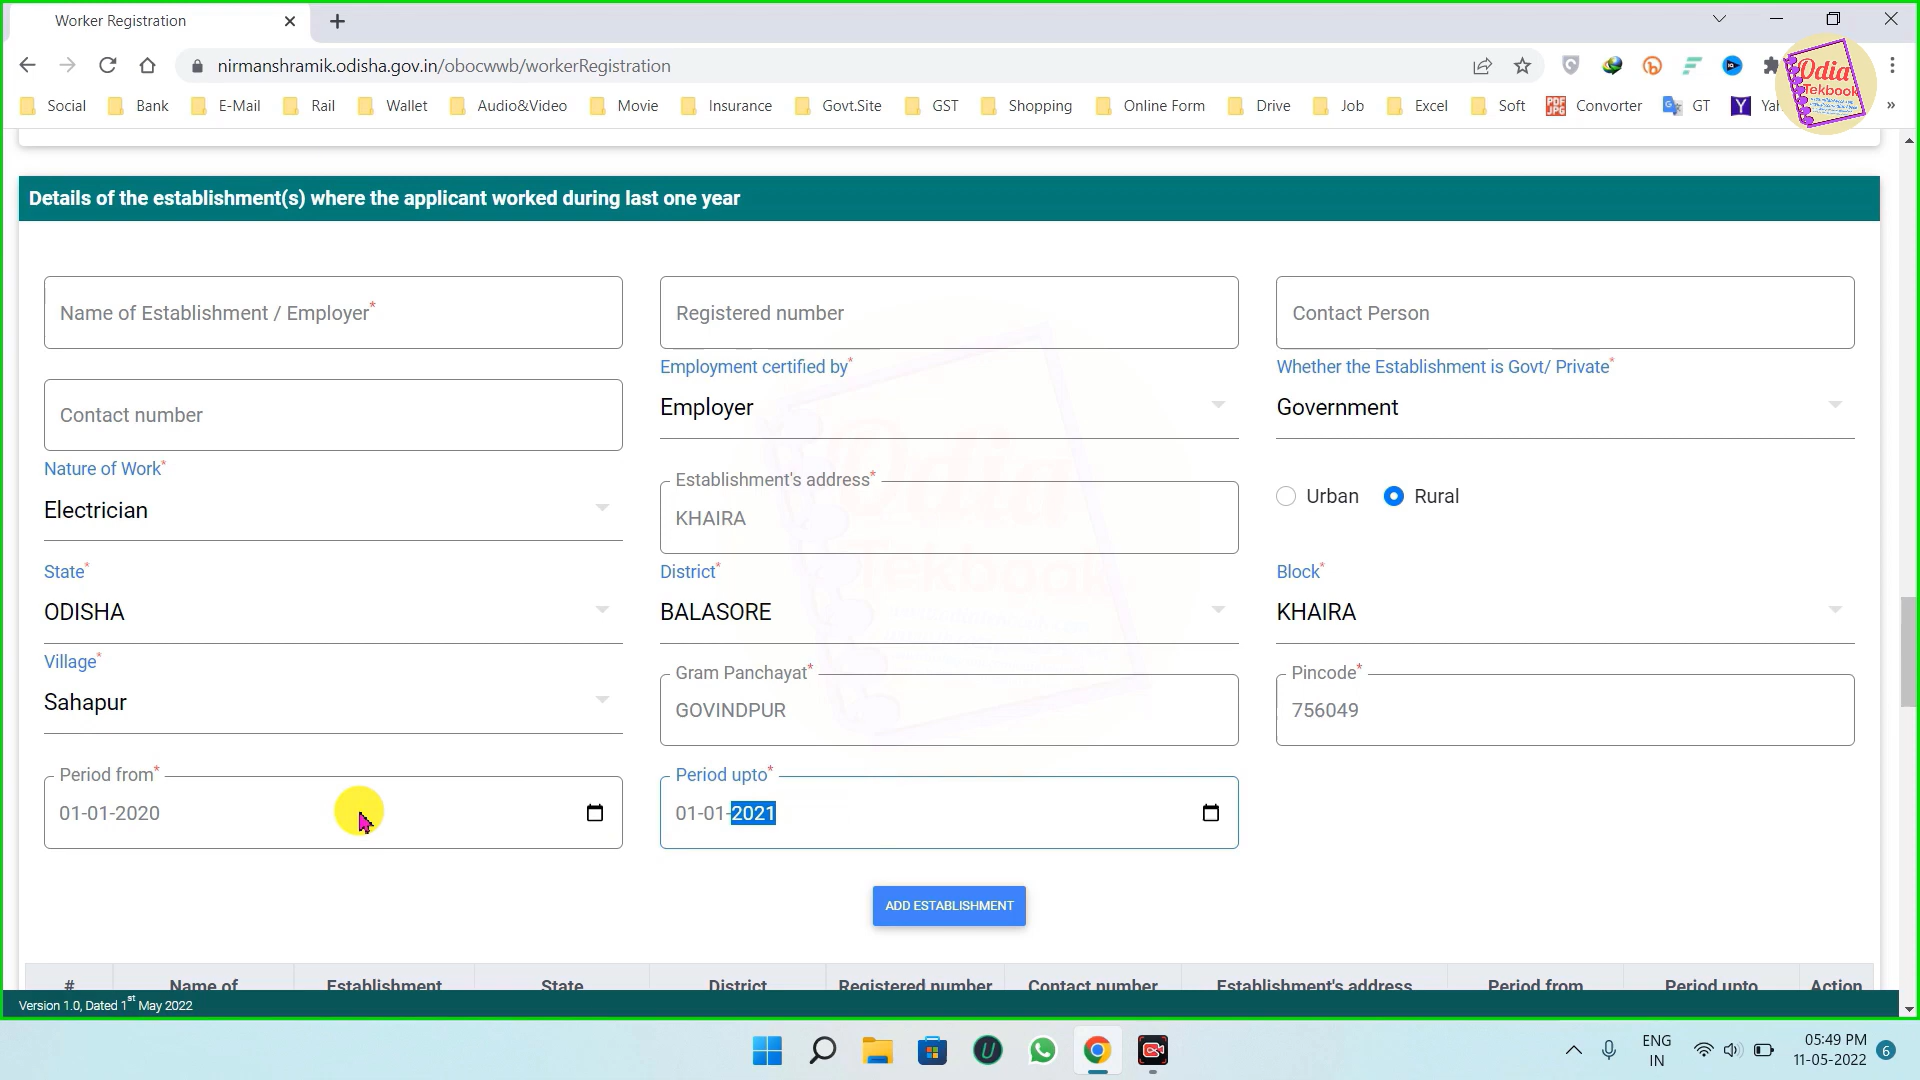 Worker Registration
nirmanshramik.odisha.gov.in/obocwwb/workerRegistration
Social Bank E-Mail Rail Wallet Audio&Video Movie Insurance Govt.Site GST Shopping Online Form Drive Job Excel Soft Convorter GT
Odia
Tekbook
Details of the establishment(s) where the applicant worked during last one year
Name of Establishment / Employer*
Registered number
Contact Person
Contact number
Employment certified by*
Employer
Whether the Establishment is Govt/ Private*
Government
Nature of Work*
Electrician
Establishment's address*
KHAIRA
Urban Rural
State*
ODISHA
District*
BALASORE
Block*
KHAIRA
Village*
Sahapur
Gram Panchayat*
GOVINDPUR
Pincode*
756049
Period from*
01-01-2020
Period upto*
01-01-2021
ADD ESTABLISHMENT
# Name of Establishment State District Registered number Contact number Establishment's address Period from Period upto Action
Version 1.0, Dated 1st May 2022
ENG
IN
05:49 PM
11-05-2022
6